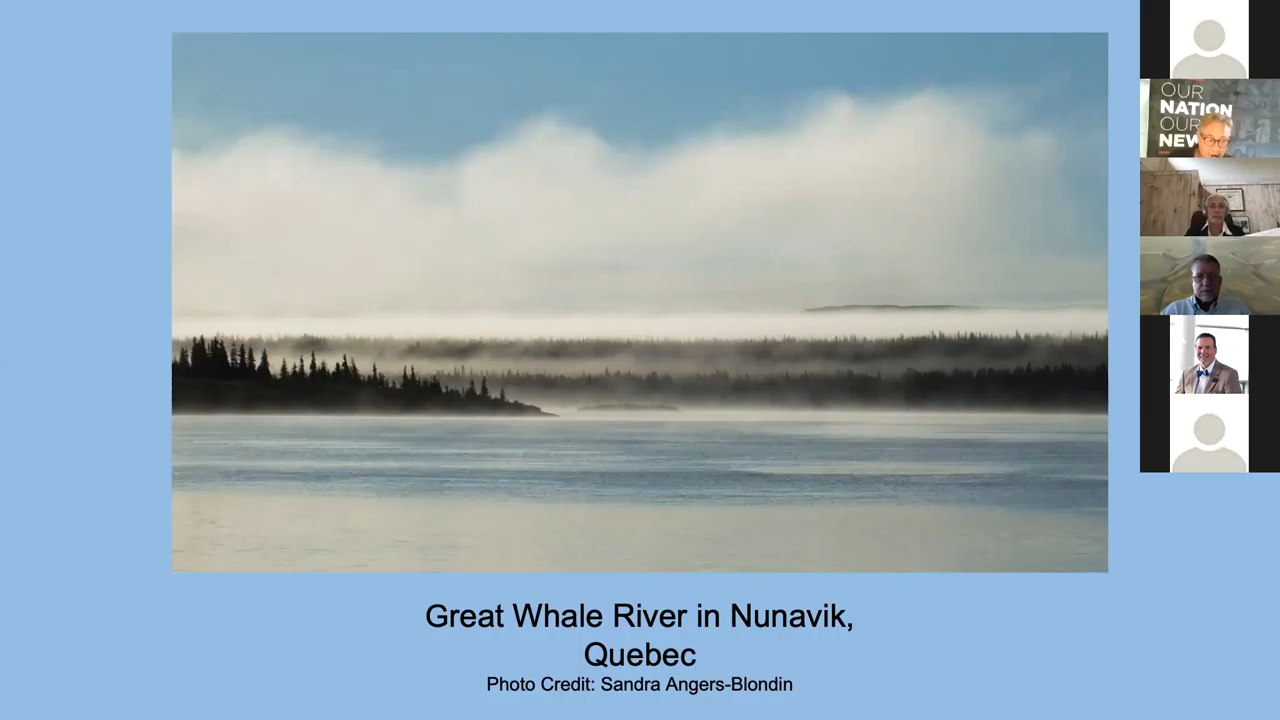 Great Whale River in Nunavik,
Quebec
Photo Credit: Sandra Angers-Blondin
OUR
NATION
OUR
NEW